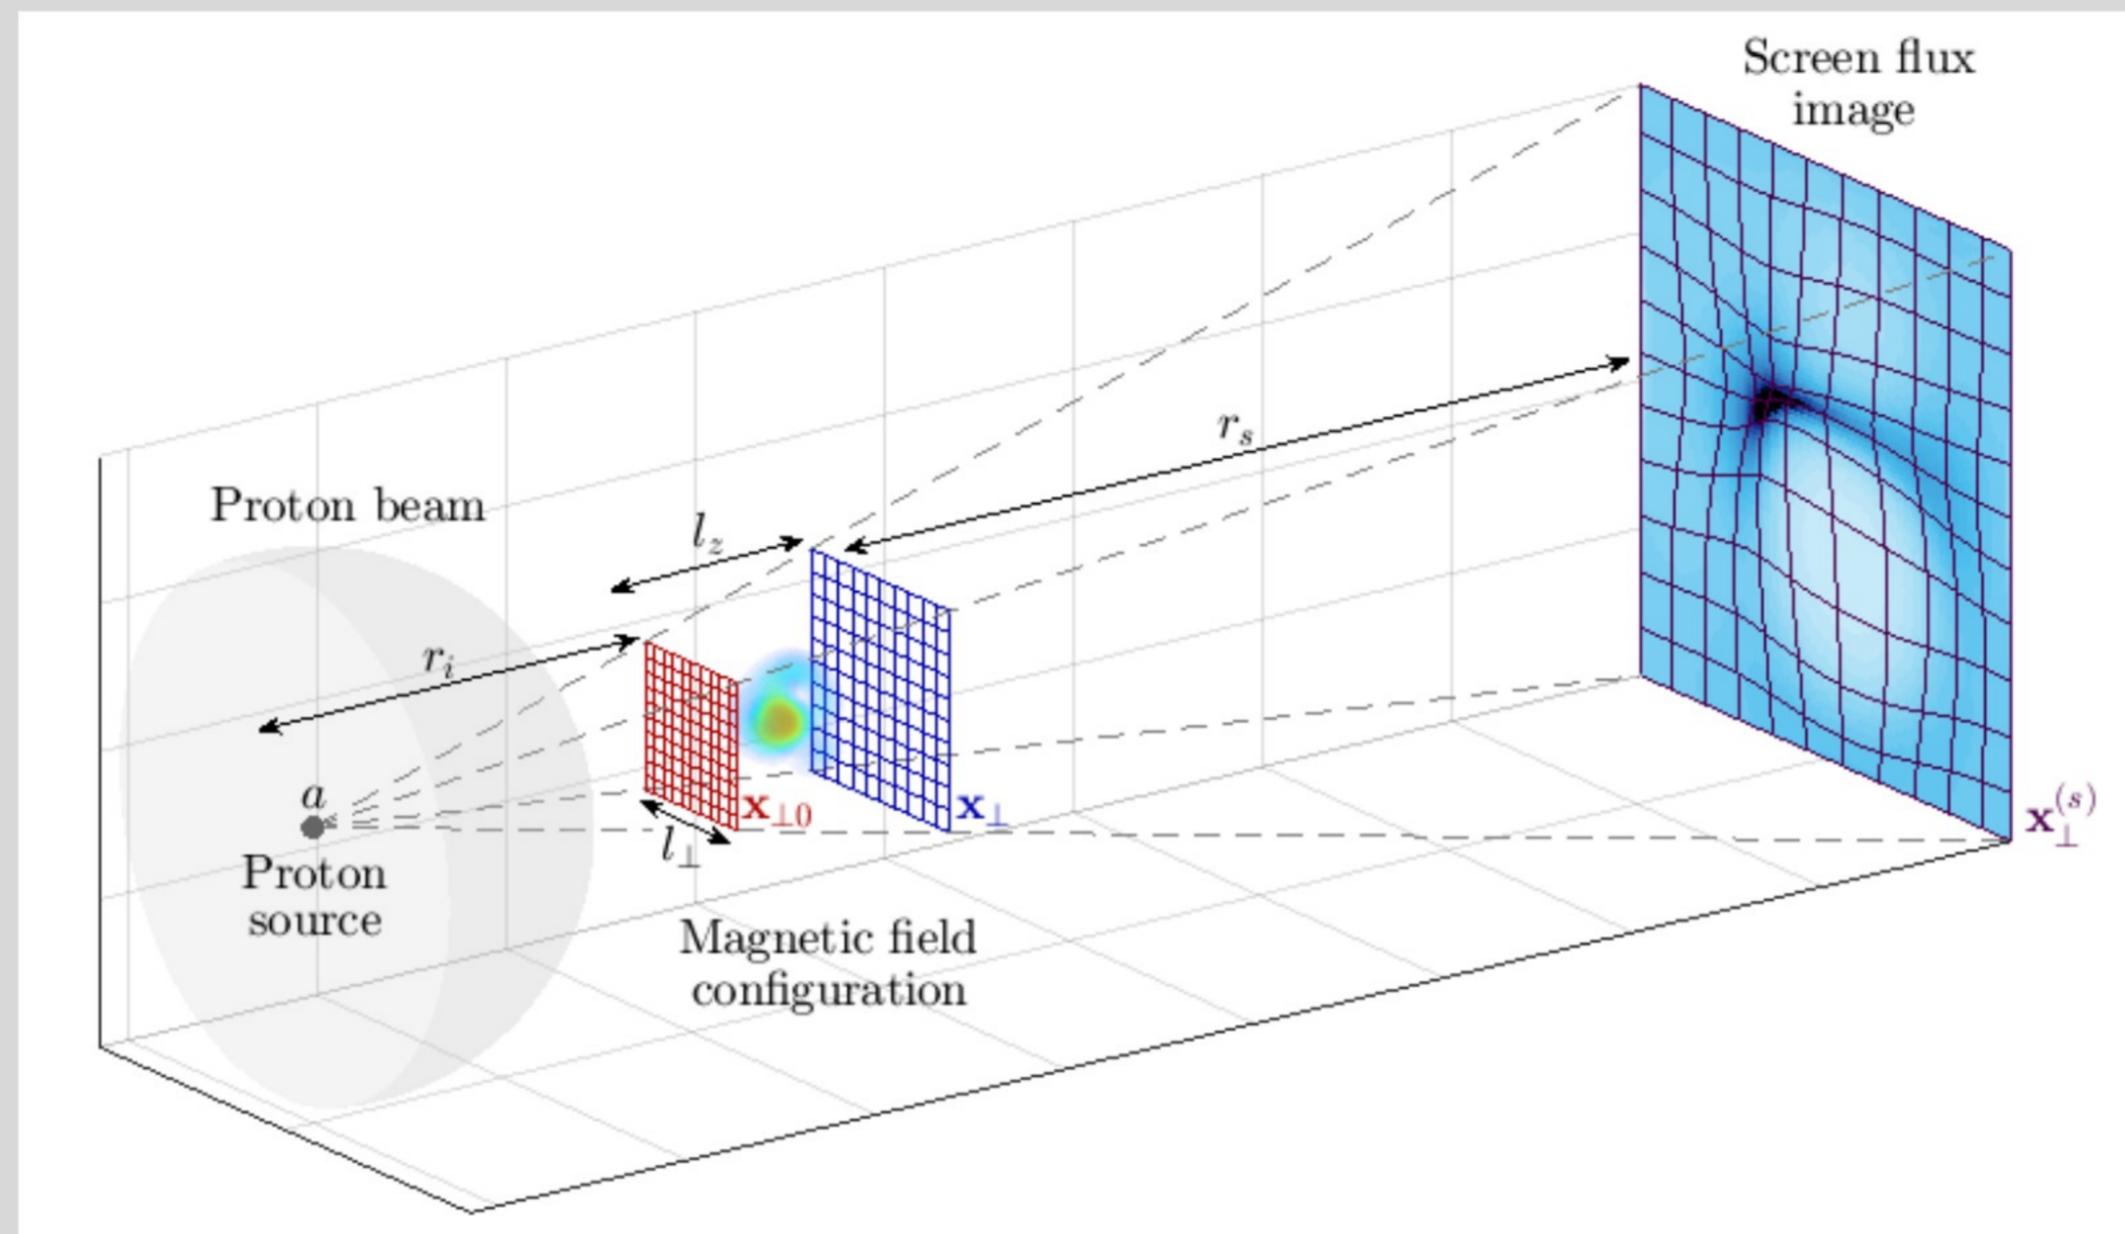 Screen flux
image
r_s
Proton beam
l_z
r_i
a
x_{⊥0}
x_⊥
x_⊥^{(s)}
l_⊥
Proton
source
Magnetic field
configuration